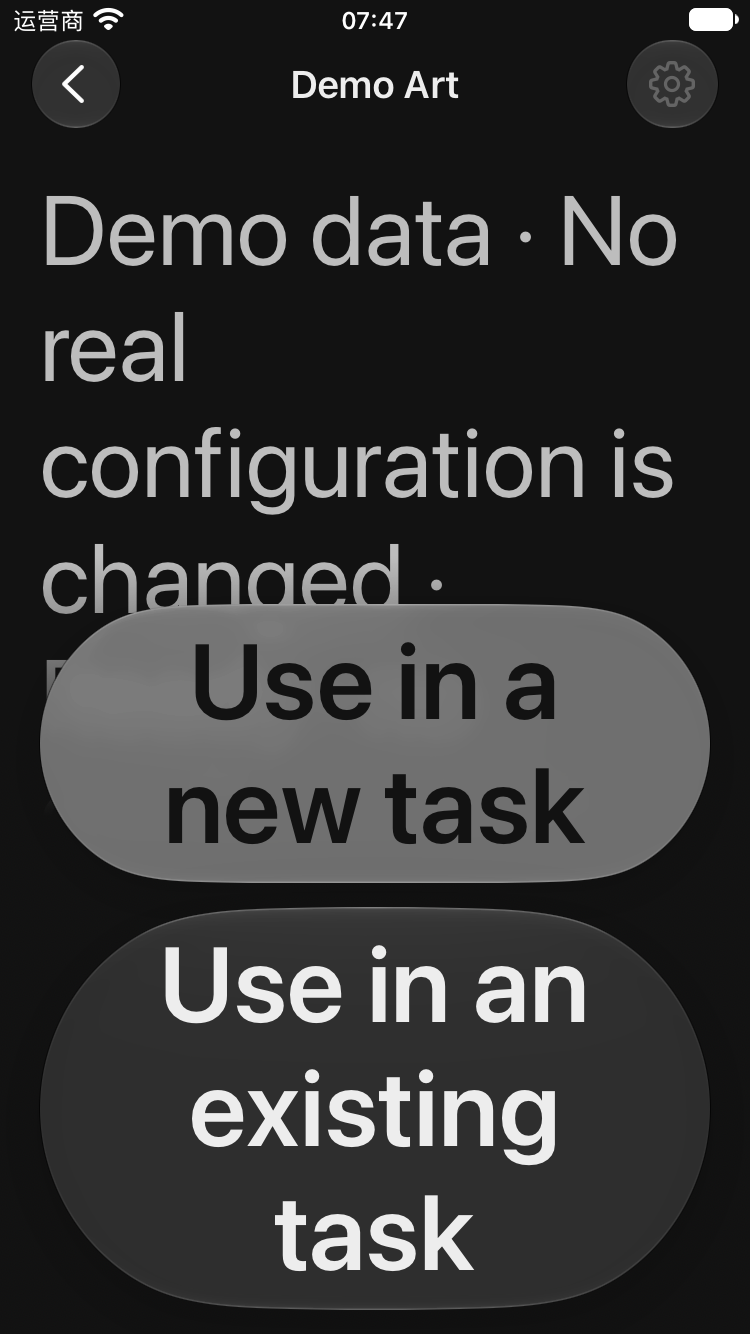 运营商
07:47
Demo Art
Demo data · No
real
configuration is
changed ·
Use in a
new task
Use in an
existing
task